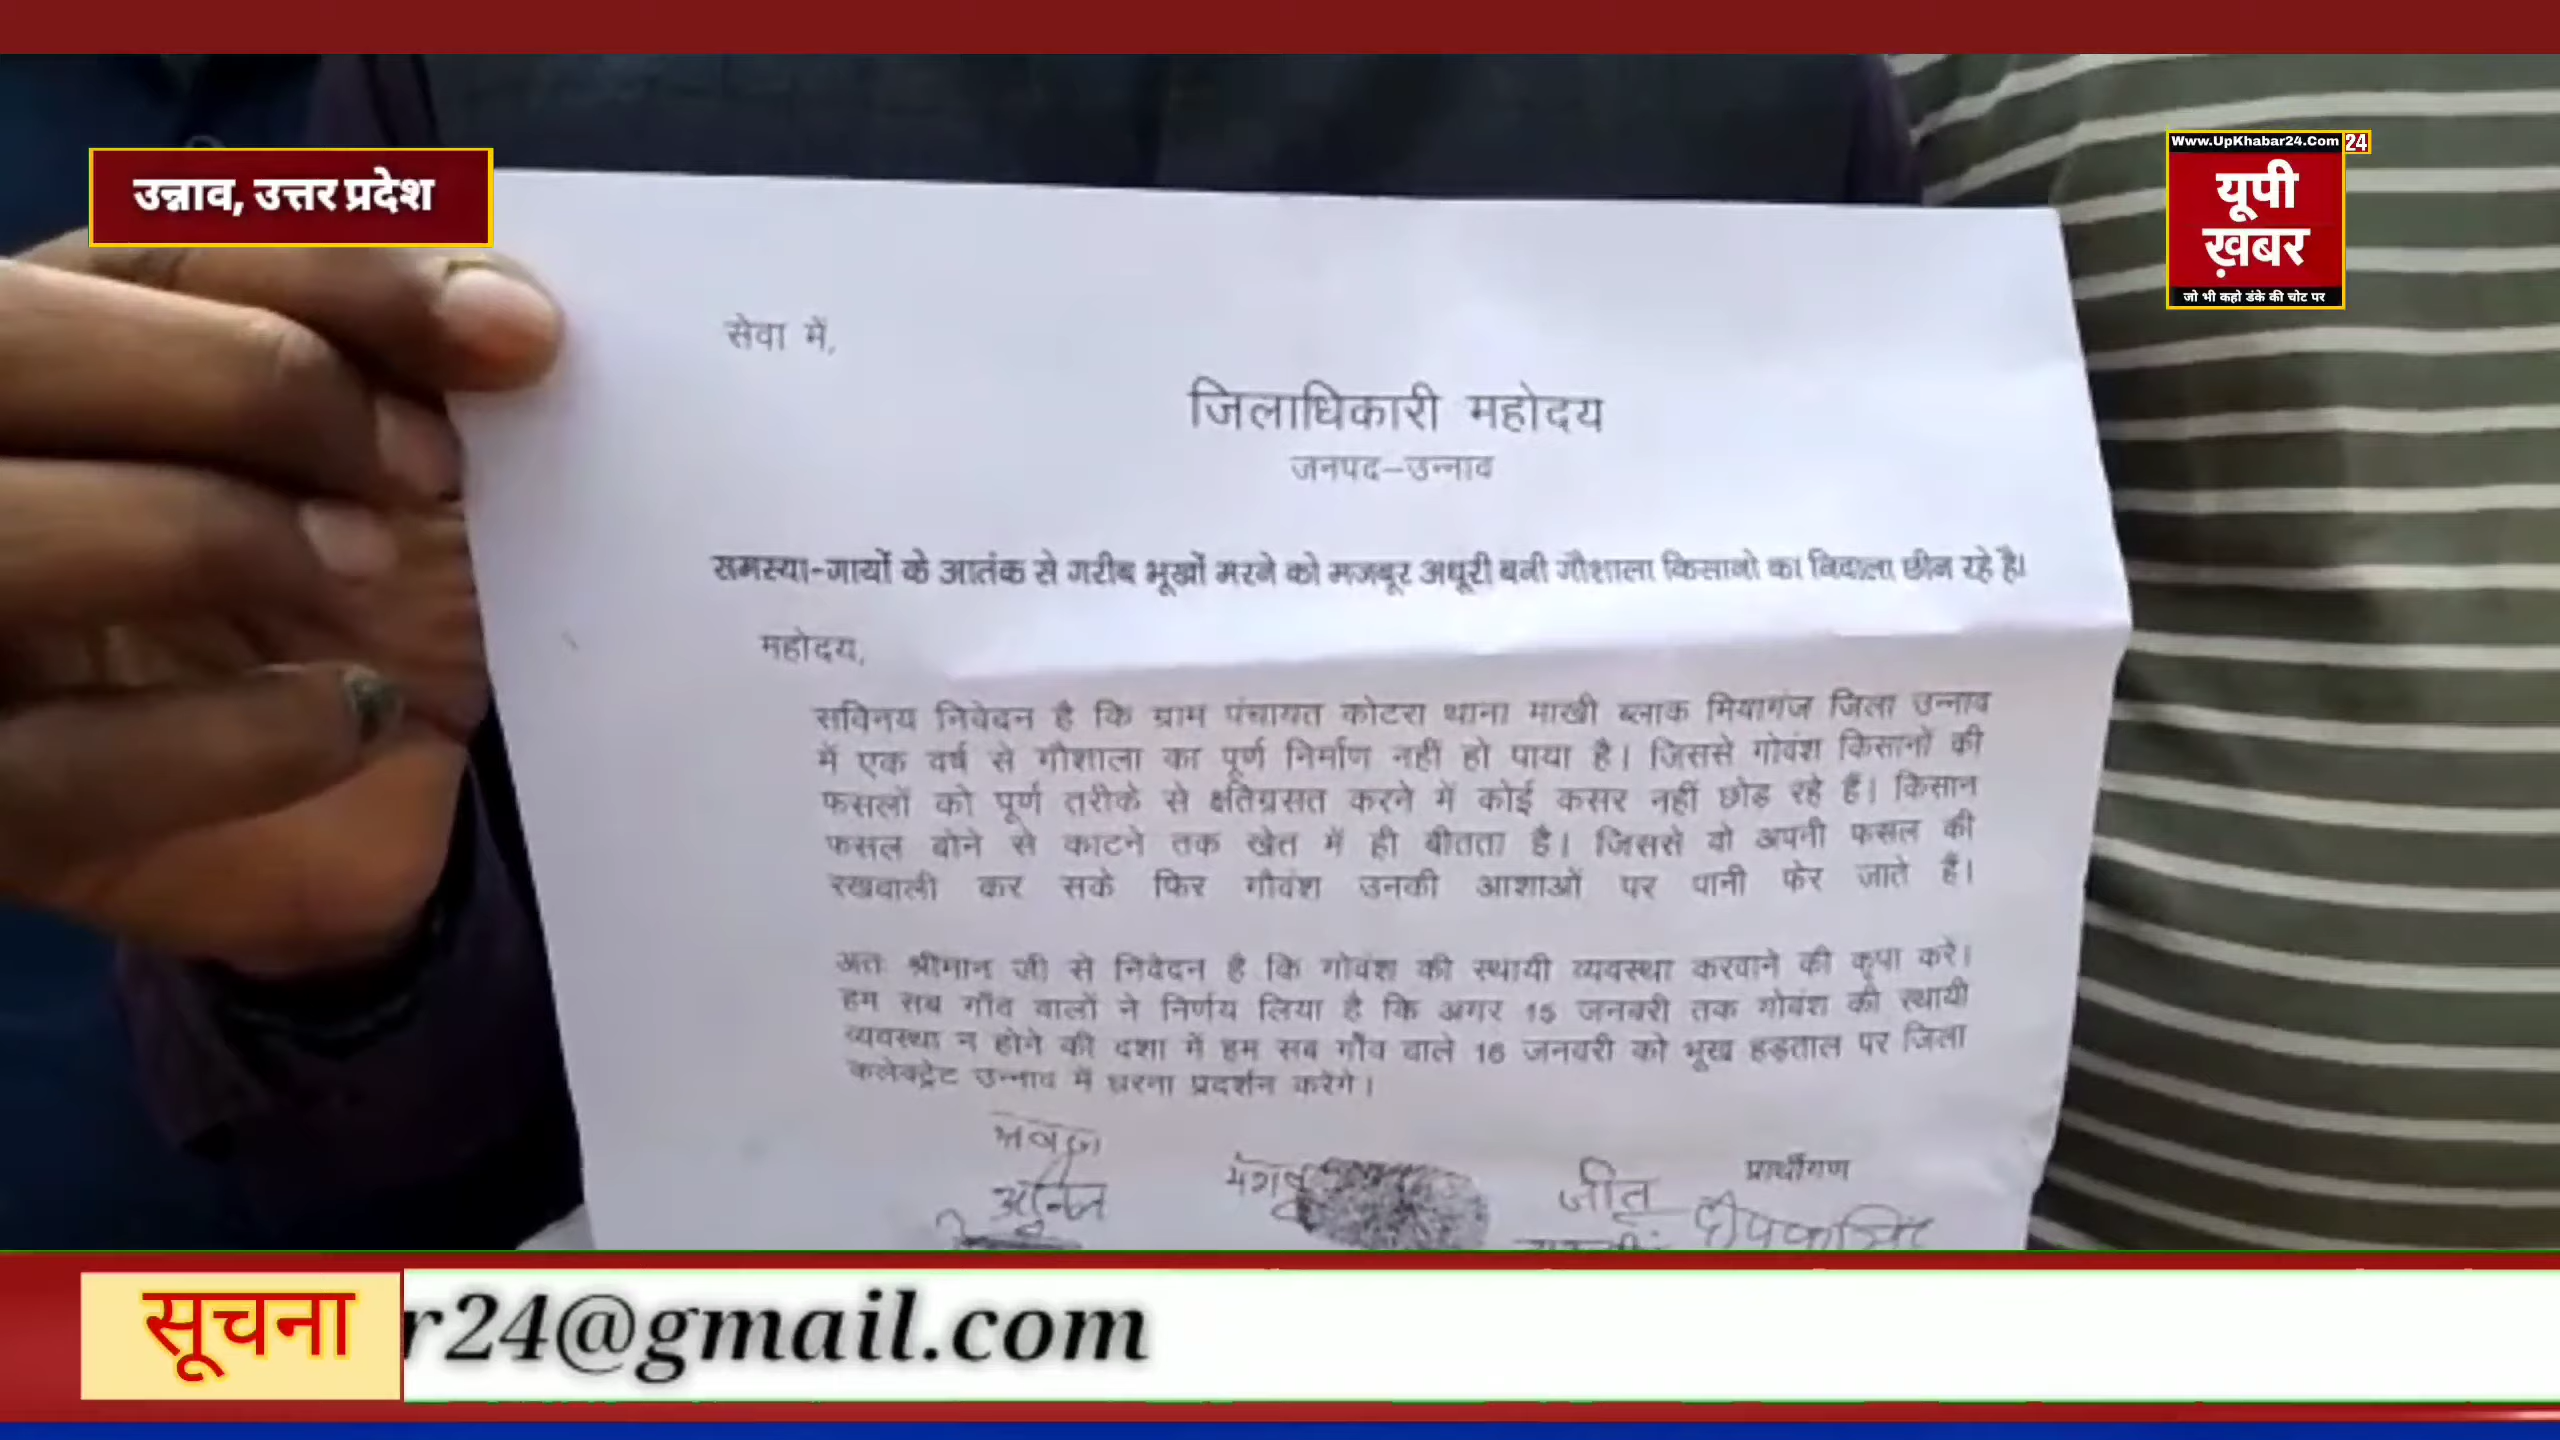 Www.UpKhabar24.Com 24
उन्नाव, उत्तर प्रदेश
यूपी
ख़बर
जो भी कहो डंके की चोट पर
सेवा में,
जिलाधिकारी महोदय
जनपद–उन्नाव
समस्या-गायों के आतंक से गरीब भूखों मरने को मजबूर अधूरी बनी गौशाला किसानो का निवाला छीन रहे है।
महोदय,
सविनय निवेदन है कि ग्राम पंचायत कोटरा थाना माखी ब्लाक मियागंज जिला उन्नाव
में एक वर्ष से गौशाला का पूर्ण निर्माण नहीं हो पाया है। जिससे गोवंश किसानों की
फसलों को पूर्ण तरीके से क्षतिग्रसत करने में कोई कसर नहीं छोड रहे हैं। किसान
फसल बोने से काटने तक खेत में ही बीतता है। जिससे वो अपनी फसल की
रखवाली कर सके फिर गौवंश उनकी आशाओं पर पानी फेर जाते हैं।
अतः श्रीमान जी से निवेदन है कि गोवंश की स्थायी व्यवस्था करवाने की कृपा करे।
हम सब गाँव वालों ने निर्णय लिया है कि अगर 15 जनवरी तक गोवंश की स्थायी
व्यवस्था न होने की दशा में हम सब गाँव वाले 16 जनवरी को भूख हड़ताल पर जिला
कलेक्ट्रेट उन्नाव में धरना प्रदर्शन करेगे।
प्रार्थीगण
जीतू
सूचना
r24@gmail.com